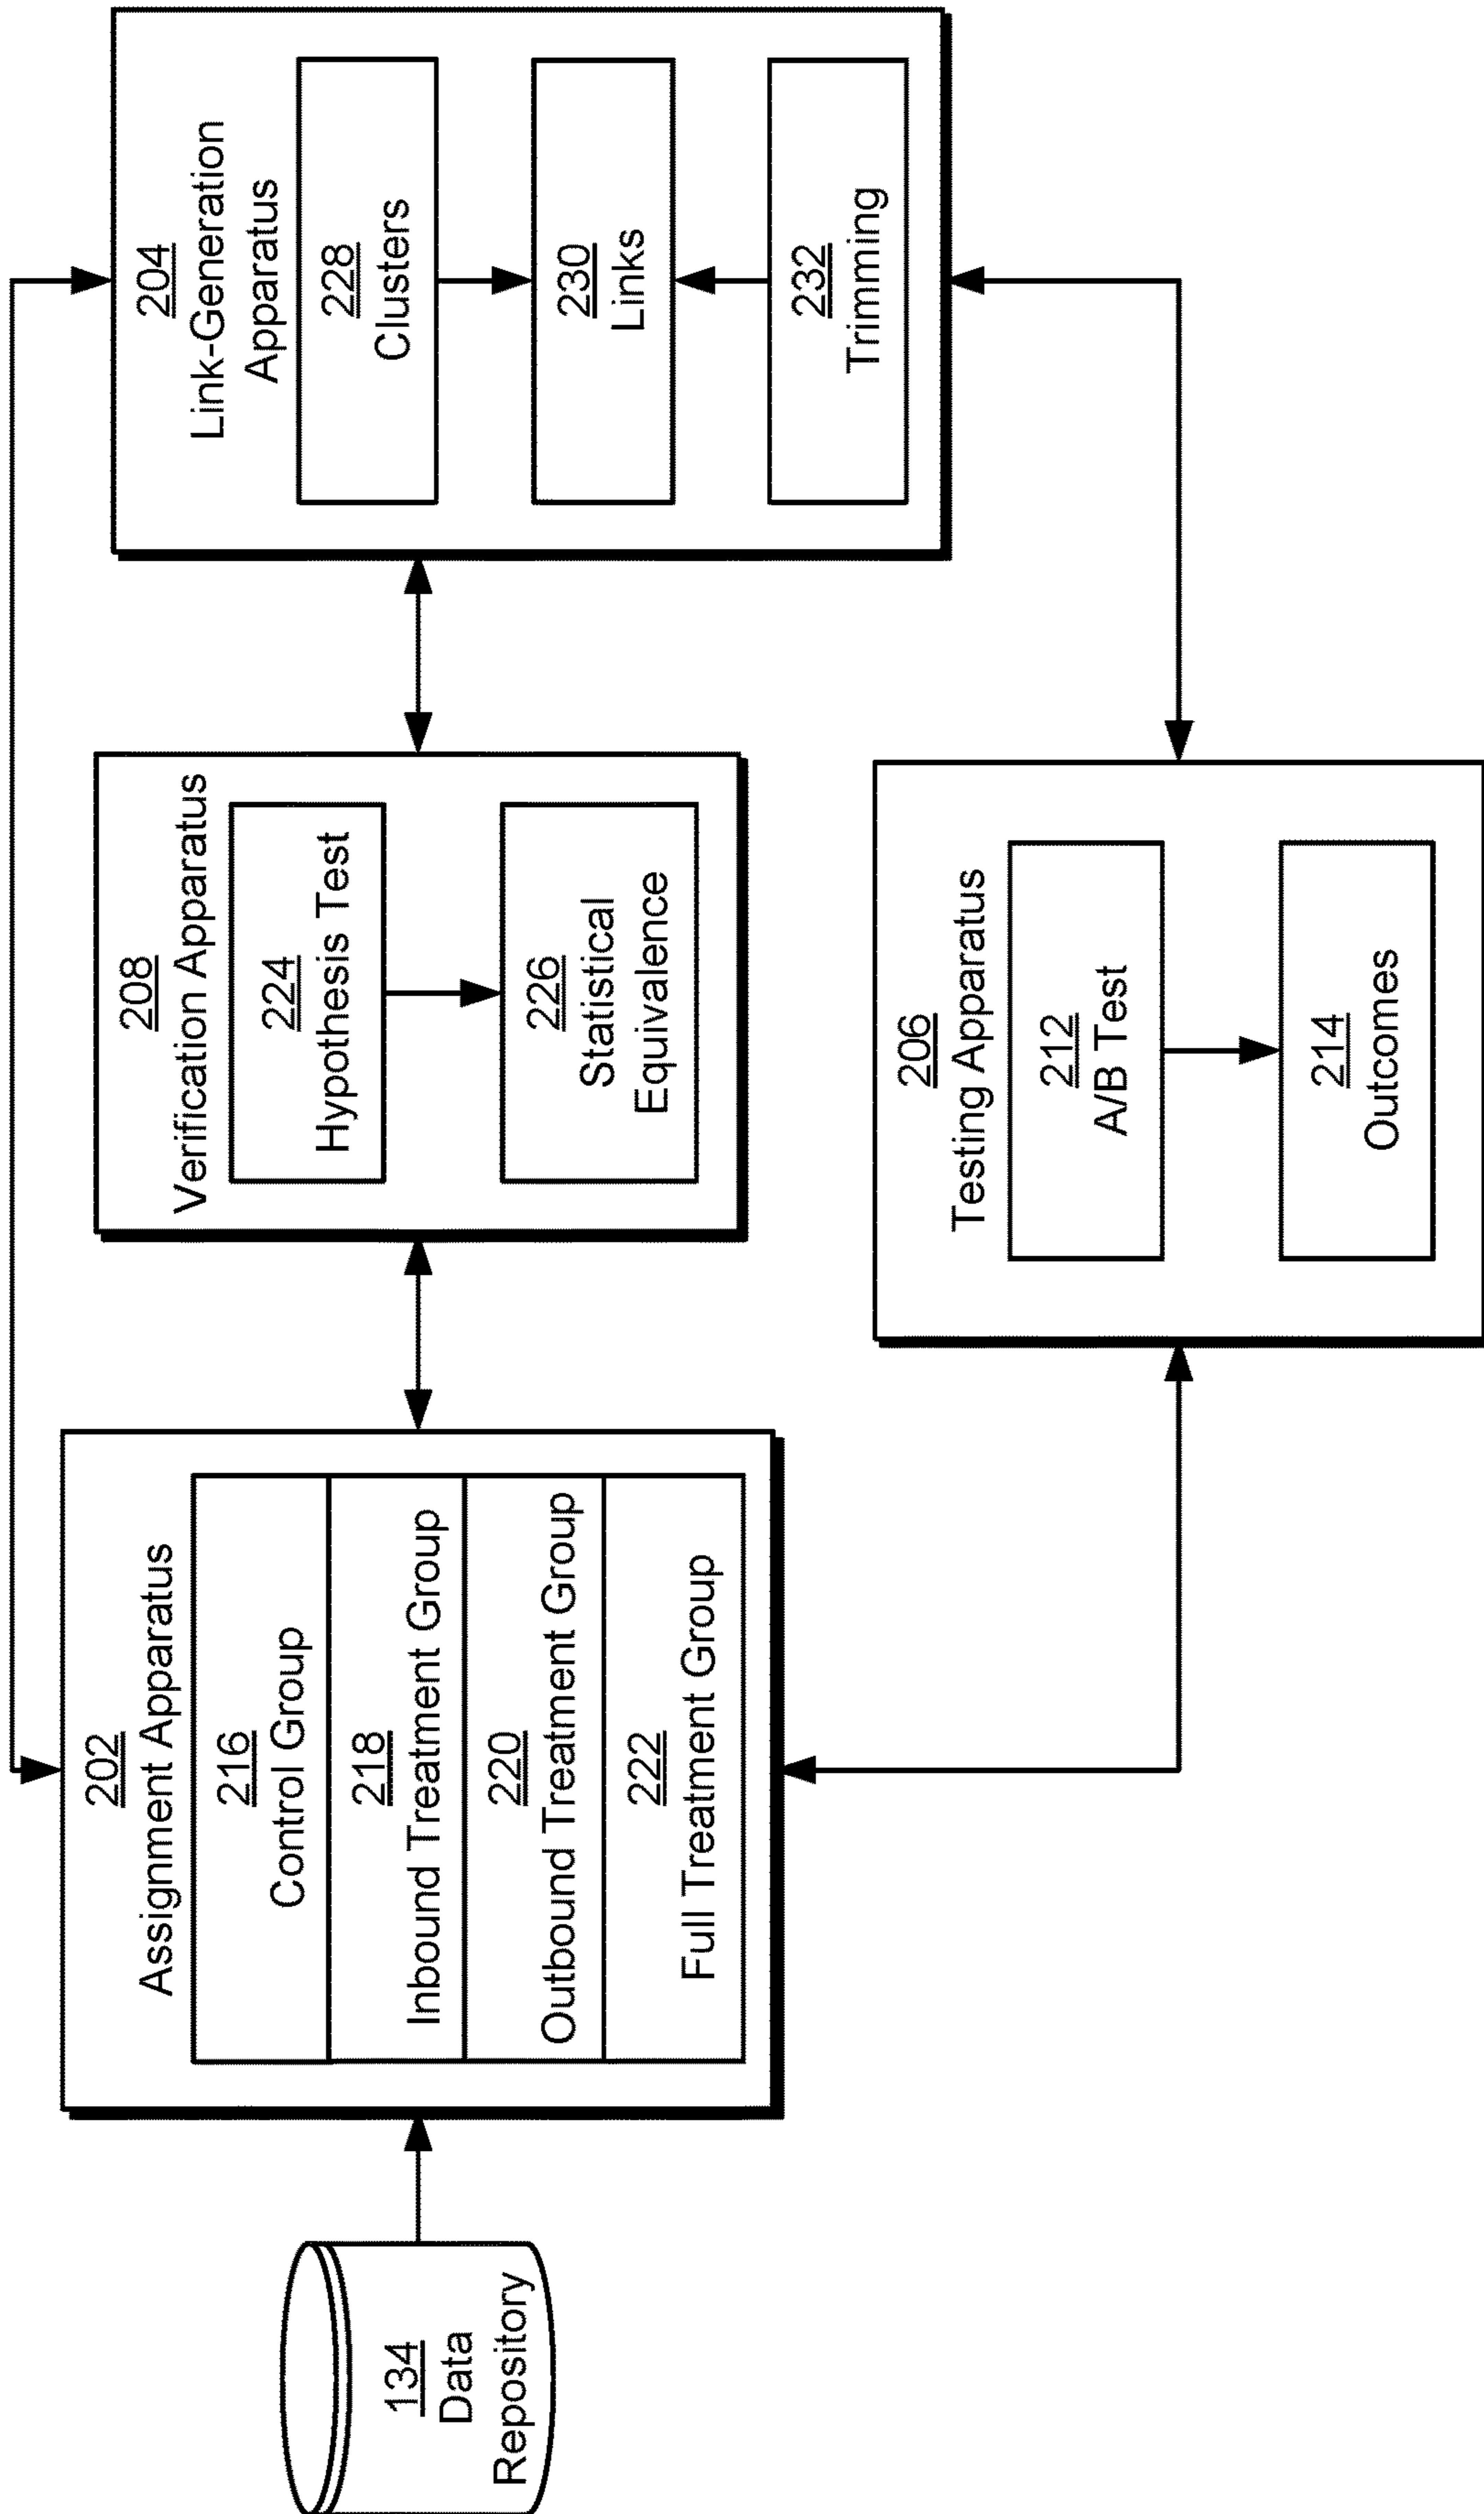 134
Data
Repository
202
Assignment Apparatus
216
Control Group
218
Inbound Treatment Group
220
Outbound Treatment Group
222
Full Treatment Group
208
Verification Apparatus
224
Hypothesis Test
226
Statistical
Equivalence
204
Link-Generation
Apparatus
228
Clusters
230
Links
232
Trimming
206
Testing Apparatus
212
A/B Test
214
Outcomes